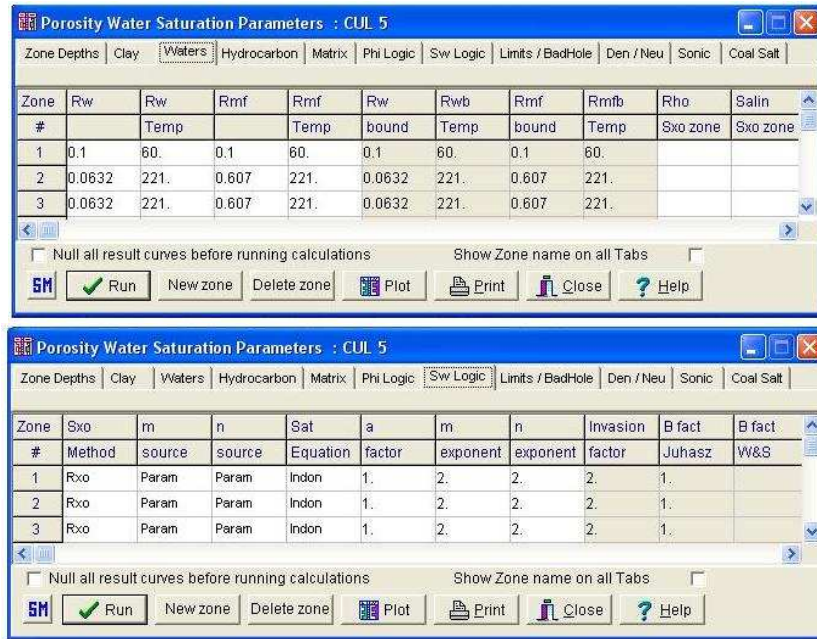 Porosity Water Saturation Parameters : CUL 5
Zone Depths Clay Waters Hydrocarbon Matrix Phi Logic Sw Logic Limits / BadHole Den / Neu Sonic Coal Salt
Zone Rw Rw Rmf Rmf Rw Rwb Rmf Rmfb Rho Salin
# Temp Temp bound Temp bound Temp Sxo zone Sxo zone
1 0.1 60. 0.1 60. 0.1 60. 0.1 60.
2 0.0632 221. 0.607 221. 0.0632 221. 0.607 221.
3 0.0632 221. 0.607 221. 0.0632 221. 0.607 221.
Null all result curves before running calculations Show Zone name on all Tabs
SM Run New zone Delete zone Plot Print Close ? Help
Porosity Water Saturation Parameters : CUL 5
Zone Depths Clay Waters Hydrocarbon Matrix Phi Logic Sw Logic Limits / BadHole Den / Neu Sonic Coal Salt
Zone Sxo m n Sat a m n Invasion B fact B fact
# Method source source Equation factor exponent exponent factor Juhasz W&S
1 Rxo Param Param Indon 1. 2. 2. 2. 1.
2 Rxo Param Param Indon 1. 2. 2. 2. 1.
3 Rxo Param Param Indon 1. 2. 2. 2. 1.
Null all result curves before running calculations Show Zone name on all Tabs
SM Run New zone Delete zone Plot Print Close ? Help